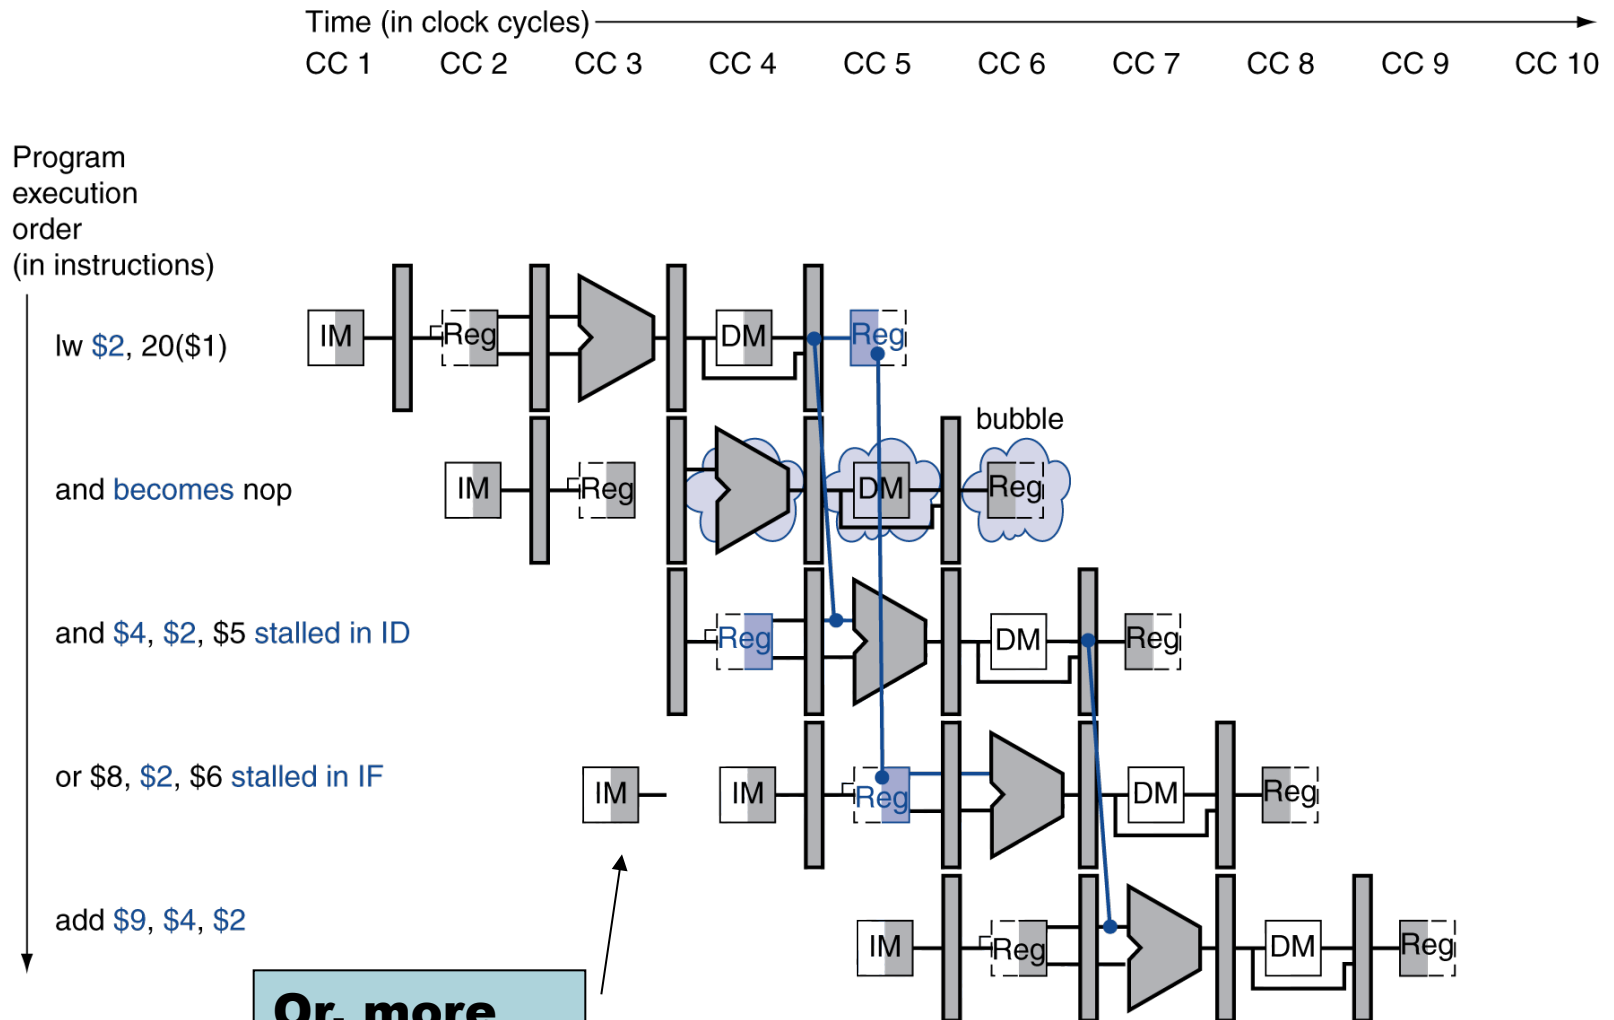 Time (in clock cycles)
CC 1 CC 2 CC 3 CC 4 CC 5 CC 6 CC 7 CC 8 CC 9 CC 10
Program
execution
order
(in instructions)
lw $2, 20($1)
IM Reg DM Reg
bubble
and becomes nop
IM Reg DM Reg
and $4, $2, $5 stalled in ID
Reg DM Reg
or $8, $2, $6 stalled in IF
IM IM Reg DM Reg
add $9, $4, $2
IM Reg DM Reg
Or, more